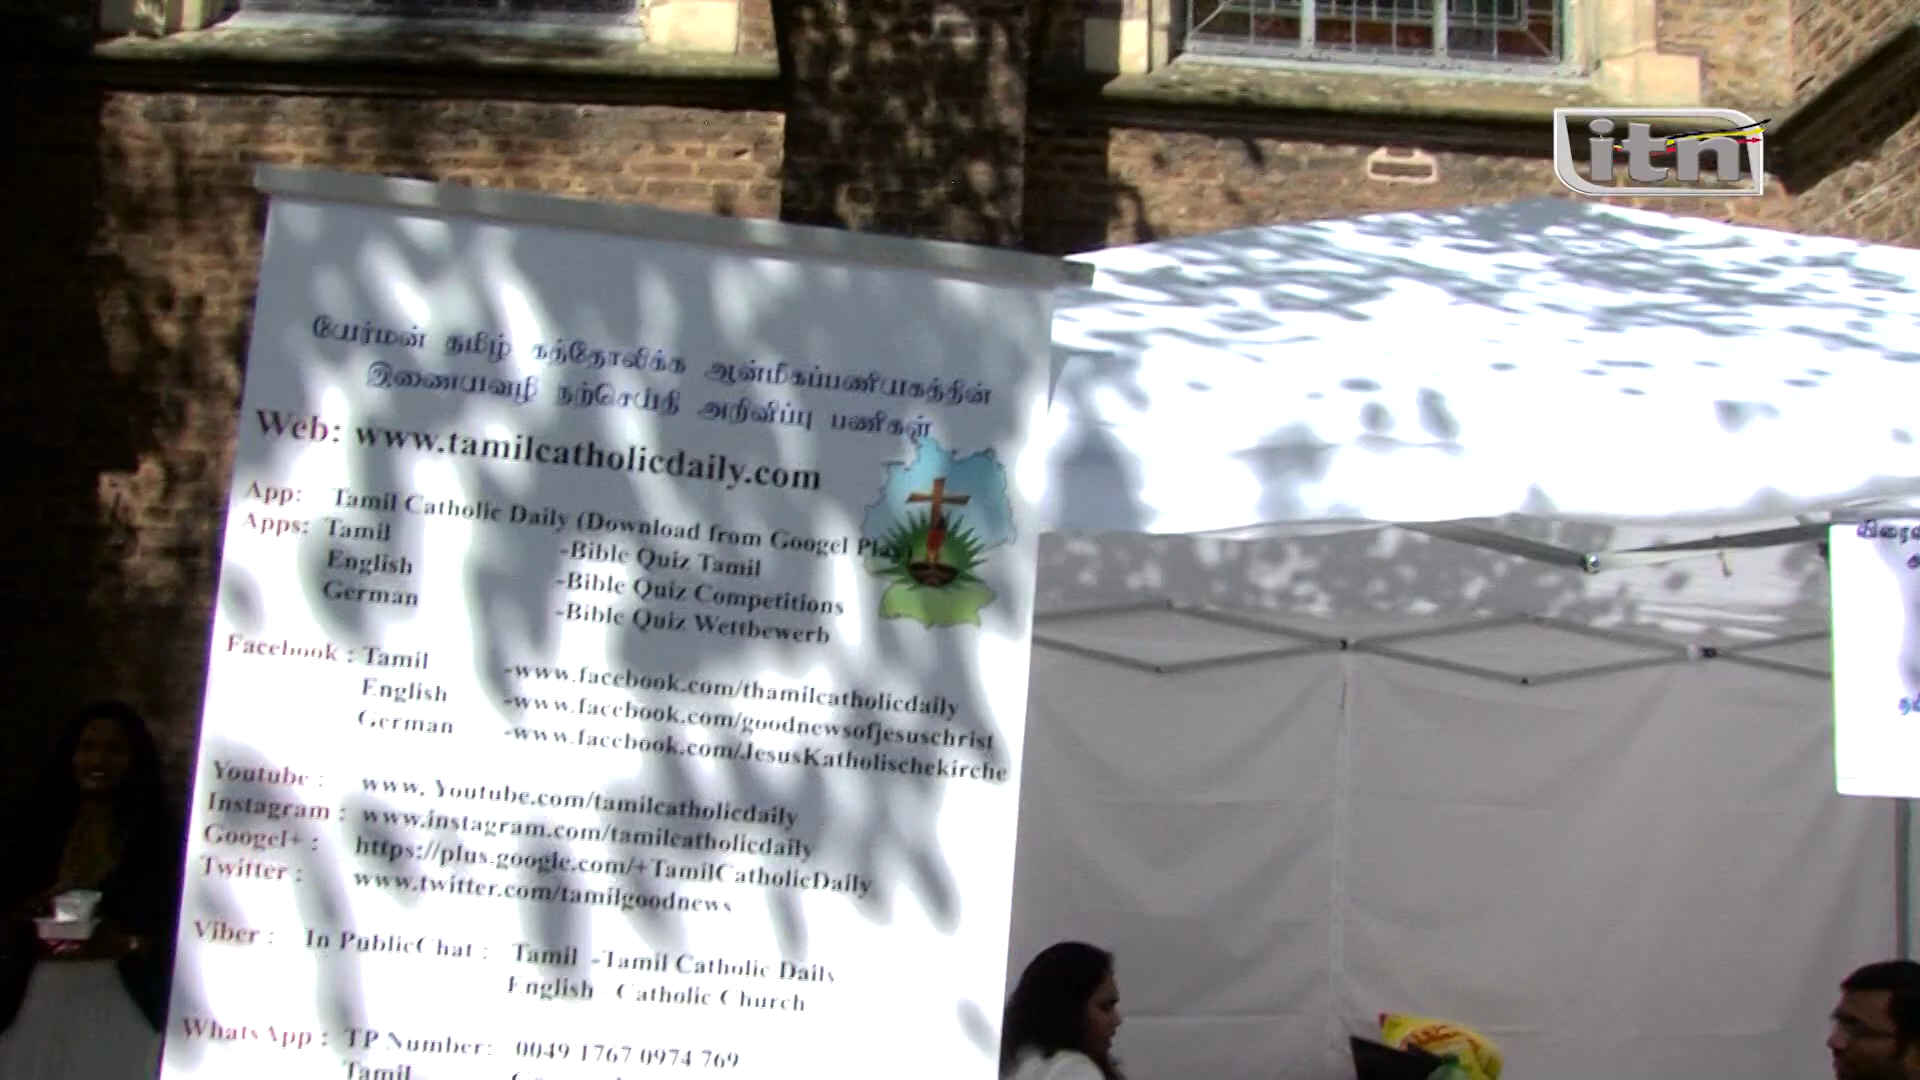 itn
யேர்மன் தமிழ் கத்தோலிக்க ஆன்மிகப்பணியகத்தின்
இணையவழி நற்செய்தி அறிவிப்பு பணிகள்
Web: www.tamilcatholicdaily.com
App: Tamil Catholic Daily (Download from Googel Play)
Apps: Tamil -Bible Quiz Tamil
English -Bible Quiz Competitions
German -Bible Quiz Wettbewerb
Facebook : Tamil -www.facebook.com/thamilcatholicdaily
English -www.facebook.com/goodnewsofjesuschrist
German -www.facebook.com/JesusKatholischekirche
Youtube : www. Youtube.com/tamilcatholicdaily
Instagram : www.instagram.com/tamilcatholicdaily
Googel+ : https://plus.google.com/+TamilCatholicDaily
Twitter : www.twitter.com/tamilgoodnews
Viber : In PublicChat : Tamil -Tamil Catholic Daily
English - Catholic Church
WhatsApp : TP Number: 0049 1767 0974 769
Tamil